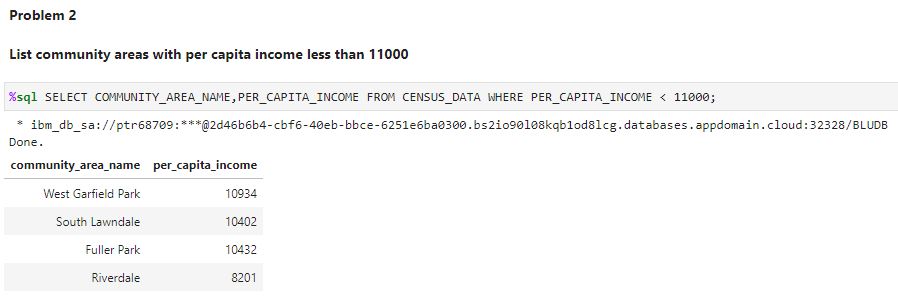 Problem 2
List community areas with per capita income less than 11000
%sql SELECT COMMUNITY_AREA_NAME,PER_CAPITA_INCOME FROM CENSUS_DATA WHERE PER_CAPITA_INCOME < 11000;
* ibm_db_sa://ptr68709:***@2d46b6b4-cbf6-40eb-bbce-6251e6ba0300.bs2io90l08kqb1od8lcg.databases.appdomain.cloud:32328/BLUDB
Done.
community_area_name per_capita_income
West Garfield Park 10934
South Lawndale 10402
Fuller Park 10432
Riverdale 8201